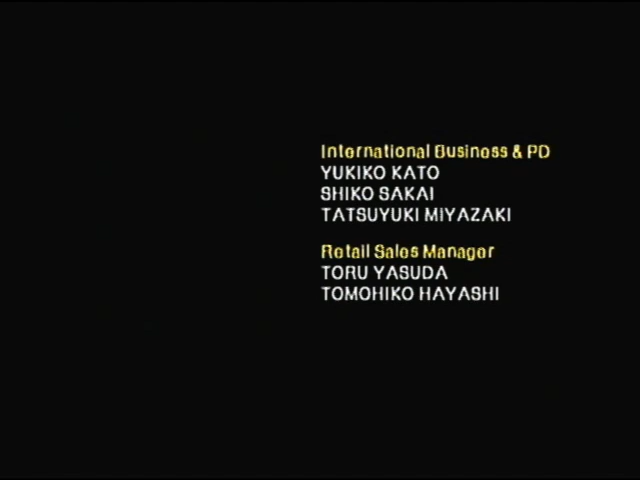 International Business & PD
YUKIKO KATO
SHIKO SAKAI
TATSUYUKI MIYAZAKI
Retail Sales Manager
TORU YASUDA
TOMOHIKO HAYASHI